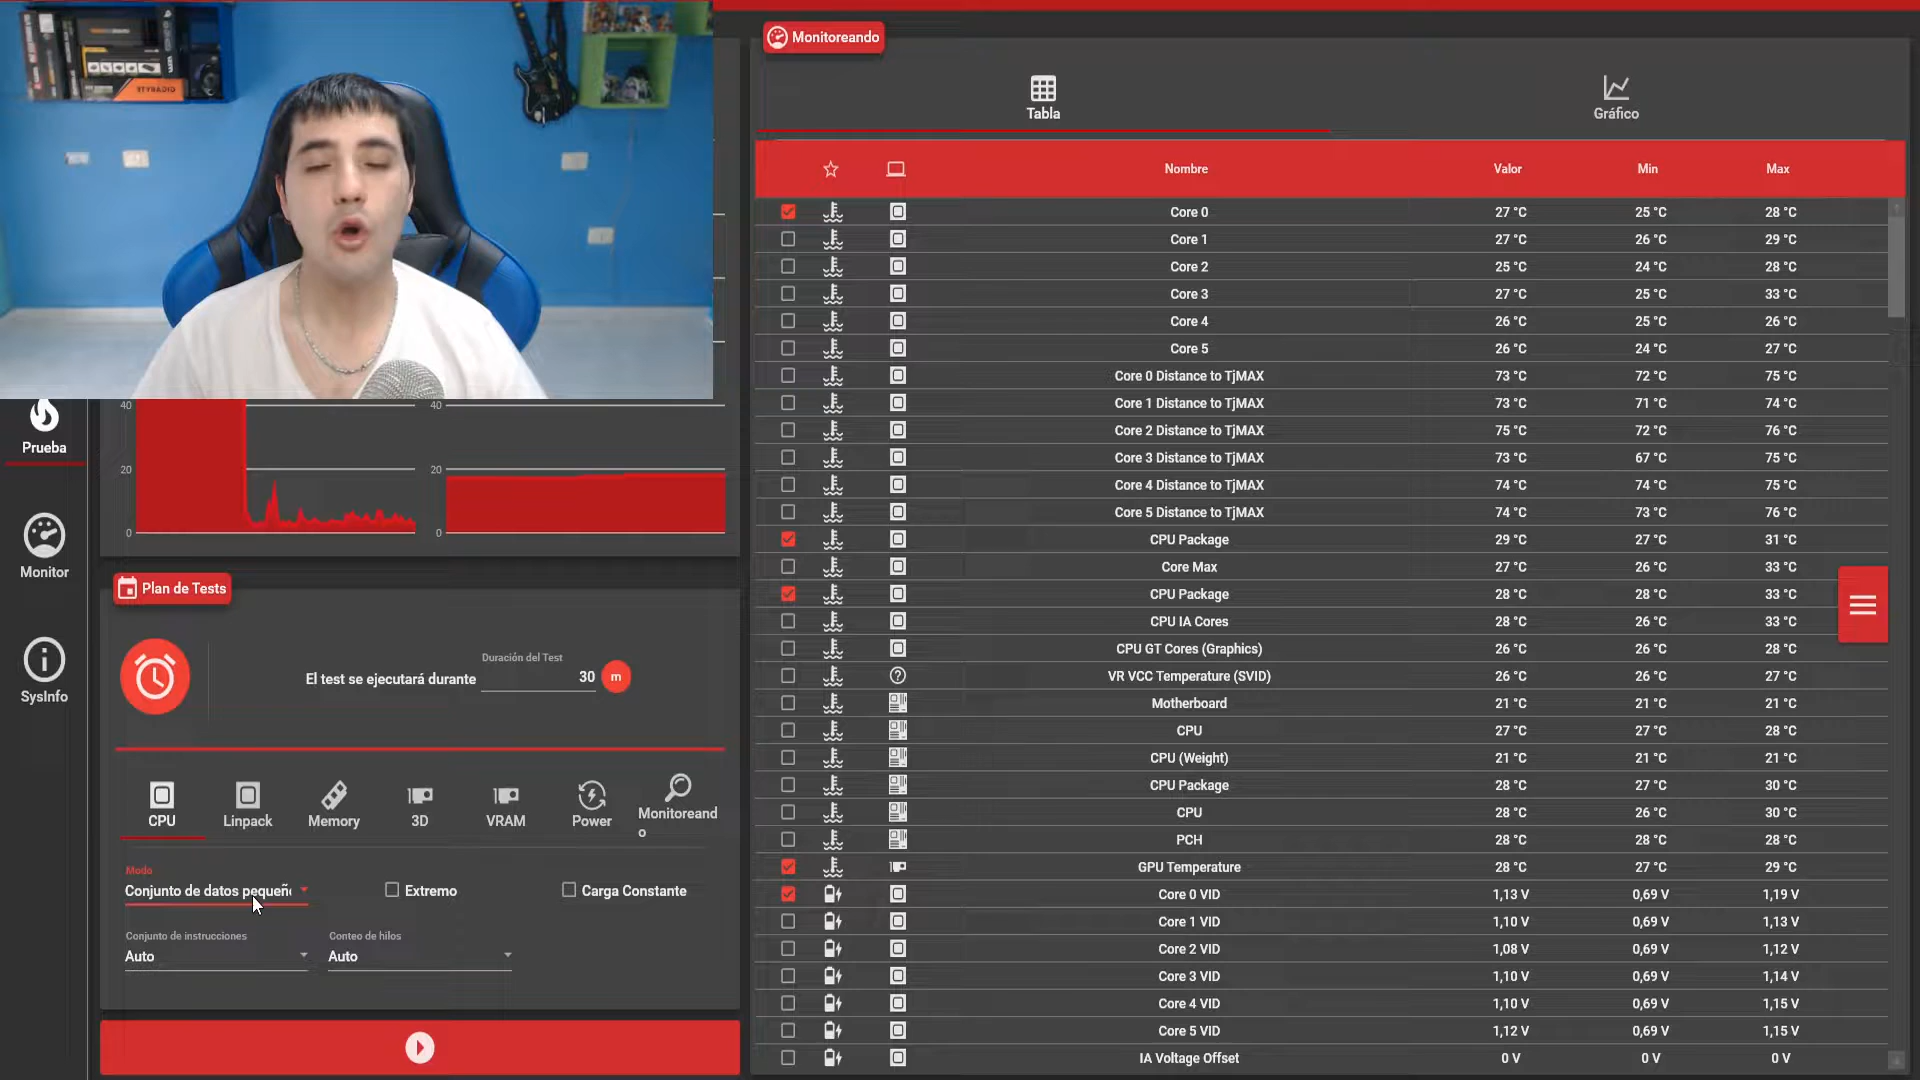 GIGABYTE
Monitoreando
Tabla
Gráfico
Nombre Valor Min Max
Core 0 27 °C 25 °C 28 °C
Core 1 27 °C 26 °C 29 °C
Core 2 25 °C 24 °C 28 °C
Core 3 27 °C 25 °C 33 °C
Core 4 26 °C 25 °C 26 °C
Core 5 26 °C 24 °C 27 °C
Core 0 Distance to TjMAX 73 °C 72 °C 75 °C
Core 1 Distance to TjMAX 73 °C 71 °C 74 °C
Core 2 Distance to TjMAX 75 °C 72 °C 76 °C
Core 3 Distance to TjMAX 73 °C 67 °C 75 °C
Core 4 Distance to TjMAX 74 °C 74 °C 75 °C
Core 5 Distance to TjMAX 74 °C 73 °C 76 °C
CPU Package 29 °C 27 °C 31 °C
Core Max 27 °C 26 °C 33 °C
CPU Package 28 °C 28 °C 33 °C
CPU IA Cores 28 °C 26 °C 33 °C
CPU GT Cores (Graphics) 26 °C 26 °C 28 °C
VR VCC Temperature (SVID) 26 °C 26 °C 27 °C
Motherboard 21 °C 21 °C 21 °C
CPU 27 °C 27 °C 28 °C
CPU (Weight) 21 °C 21 °C 21 °C
CPU Package 28 °C 27 °C 30 °C
CPU 28 °C 26 °C 30 °C
PCH 28 °C 28 °C 28 °C
GPU Temperature 28 °C 27 °C 29 °C
Core 0 VID 1,13 V 0,69 V 1,19 V
Core 1 VID 1,10 V 0,69 V 1,13 V
Core 2 VID 1,08 V 0,69 V 1,12 V
Core 3 VID 1,10 V 0,69 V 1,14 V
Core 4 VID 1,10 V 0,69 V 1,15 V
Core 5 VID 1,12 V 0,69 V 1,15 V
IA Voltage Offset 0 V 0 V 0 V
Prueba
Monitor
SysInfo
40 40
20 20
0 0
Plan de Tests
Duración del Test
El test se ejecutará durante 30 m
CPU Linpack Memory 3D VRAM Power Monitoreand
o
Modo
Conjunto de datos pequeñ Extremo Carga Constante
Conjunto de instrucciones Conteo de hilos
Auto Auto